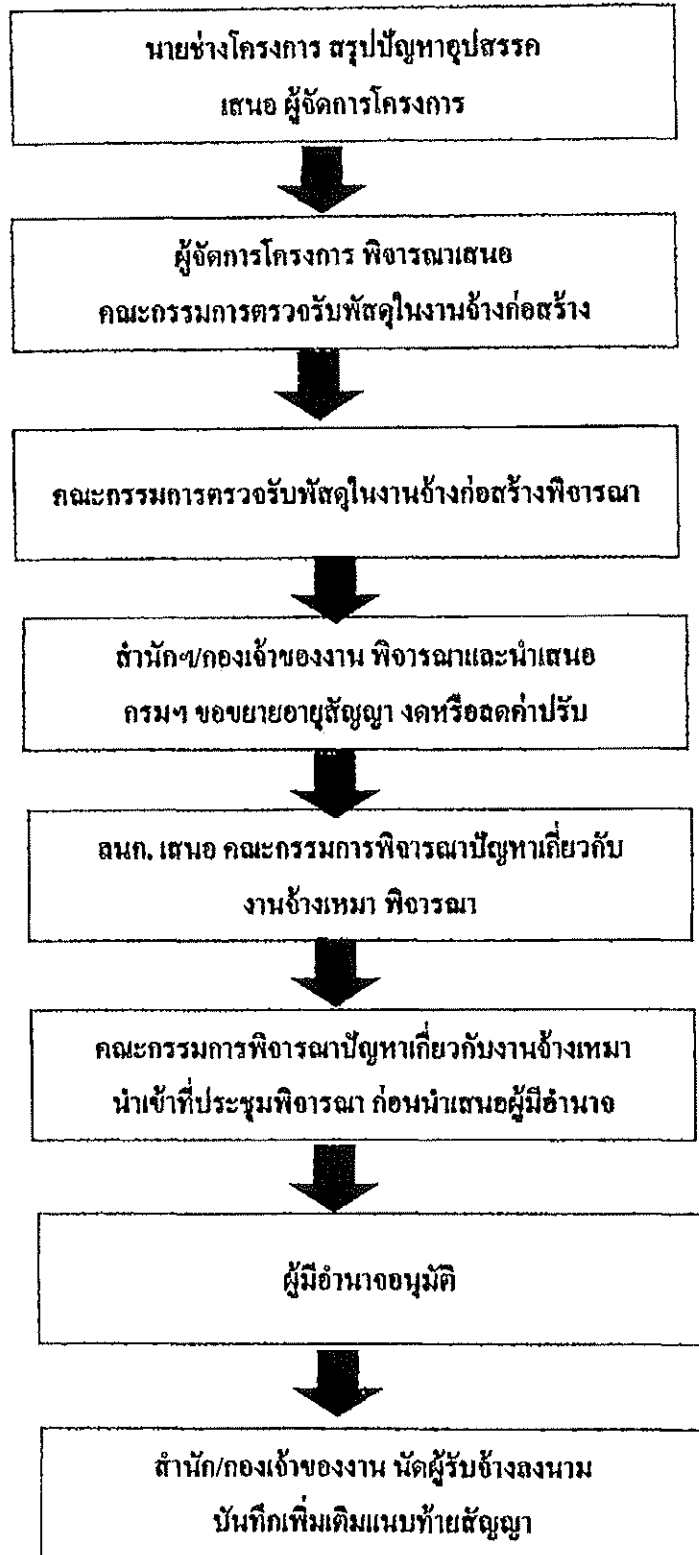 นายช่างโครงการ สรุปปัญหาอุปสรรค
เสนอ ผู้จัดการโครงการ
ผู้จัดการโครงการ พิจารณาเสนอ
คณะกรรมการตรวจรับพัสดุในงานจ้างก่อสร้าง
คณะกรรมการตรวจรับพัสดุในงานจ้างก่อสร้างพิจารณา
สำนักฯ/กองเจ้าของงาน พิจารณาและนำเสนอ
กรมฯ ขอขยายอายุสัญญา งดหรือลดค่าปรับ
ลนก. เสนอ คณะกรรมการพิจารณาปัญหาเกี่ยวกับ
งานจ้างเหมา พิจารณา
คณะกรรมการพิจารณาปัญหาเกี่ยวกับงานจ้างเหมา
นำเข้าที่ประชุมพิจารณา ก่อนนำเสนอผู้มีอำนาจ
ผู้มีอำนาจอนุมัติ
สำนัก/กองเจ้าของงาน นัดผู้รับจ้างลงนาม
บันทึกเพิ่มเติมแนบท้ายสัญญา